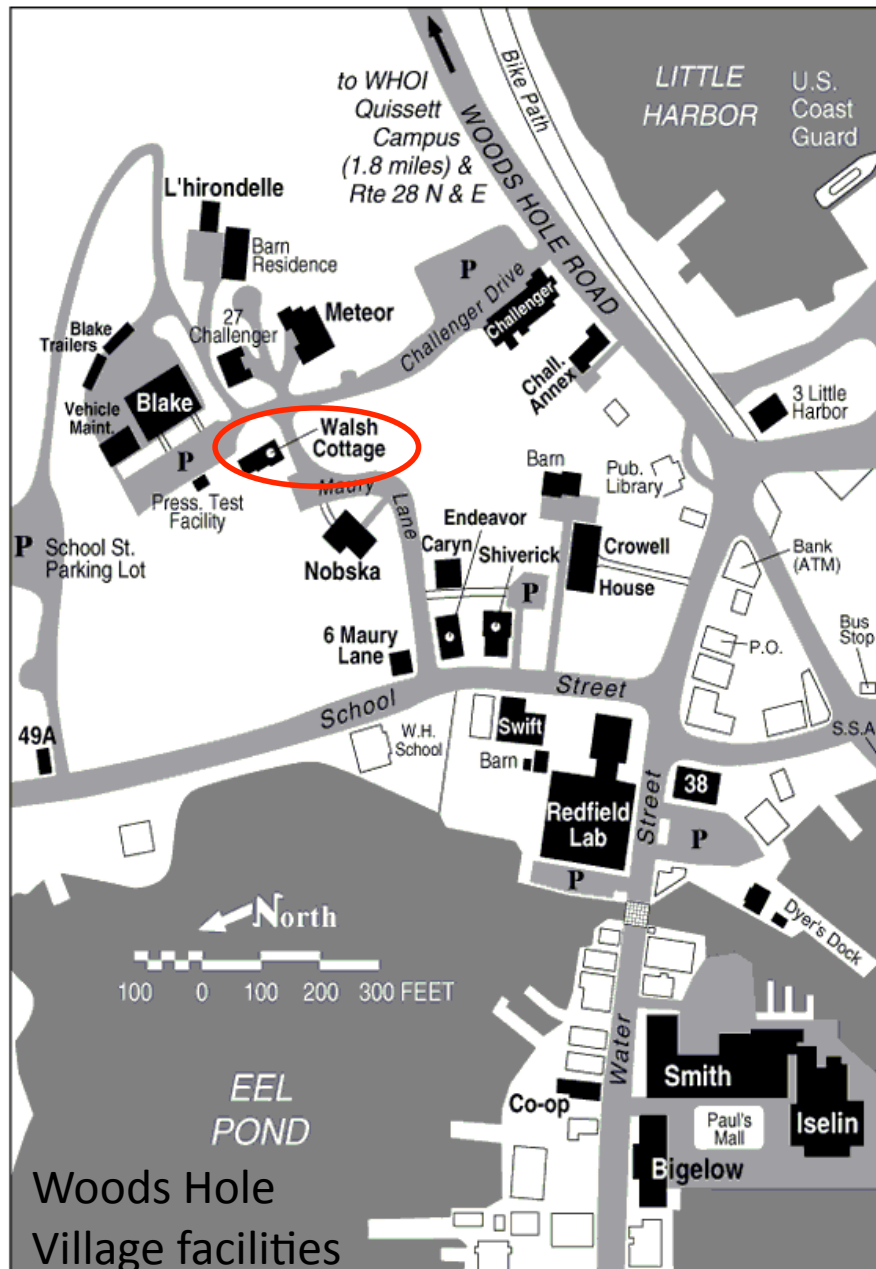 to WHOI
Quissett
Campus
(1.8 miles) &
Rte 28 N & E
WOODS HOLE ROAD
Bike Path
LITTLE
HARBOR
U.S.
Coast
Guard
L'hirondelle
Barn
Residence
P
Challenger Drive
Challenger
27
Challenger
Meteor
Blake
Trailers
Chall.
Annex
Vehicle
Maint.
Blake
3 Little
Harbor
Walsh
Cottage
P
Press. Test
Facility
Maury
Lane
Barn
Pub.
Library
Endeavor
P
School St.
Parking Lot
Nobska
Caryn
Shiverick
P
Crowell
House
Bank
(ATM)
6 Maury
Lane
P.O.
Bus
Stop
School
Street
49A
W.H.
School
Swift
Barn
S.S.A
Redfield
Lab
Street
38
P
P
Dyer's Dock
North
100 0 100 200 300 FEET
Water
EEL
POND
Co-op
Smith
Paul's
Mall
Iselin
Bigelow
Woods Hole
Village facilities